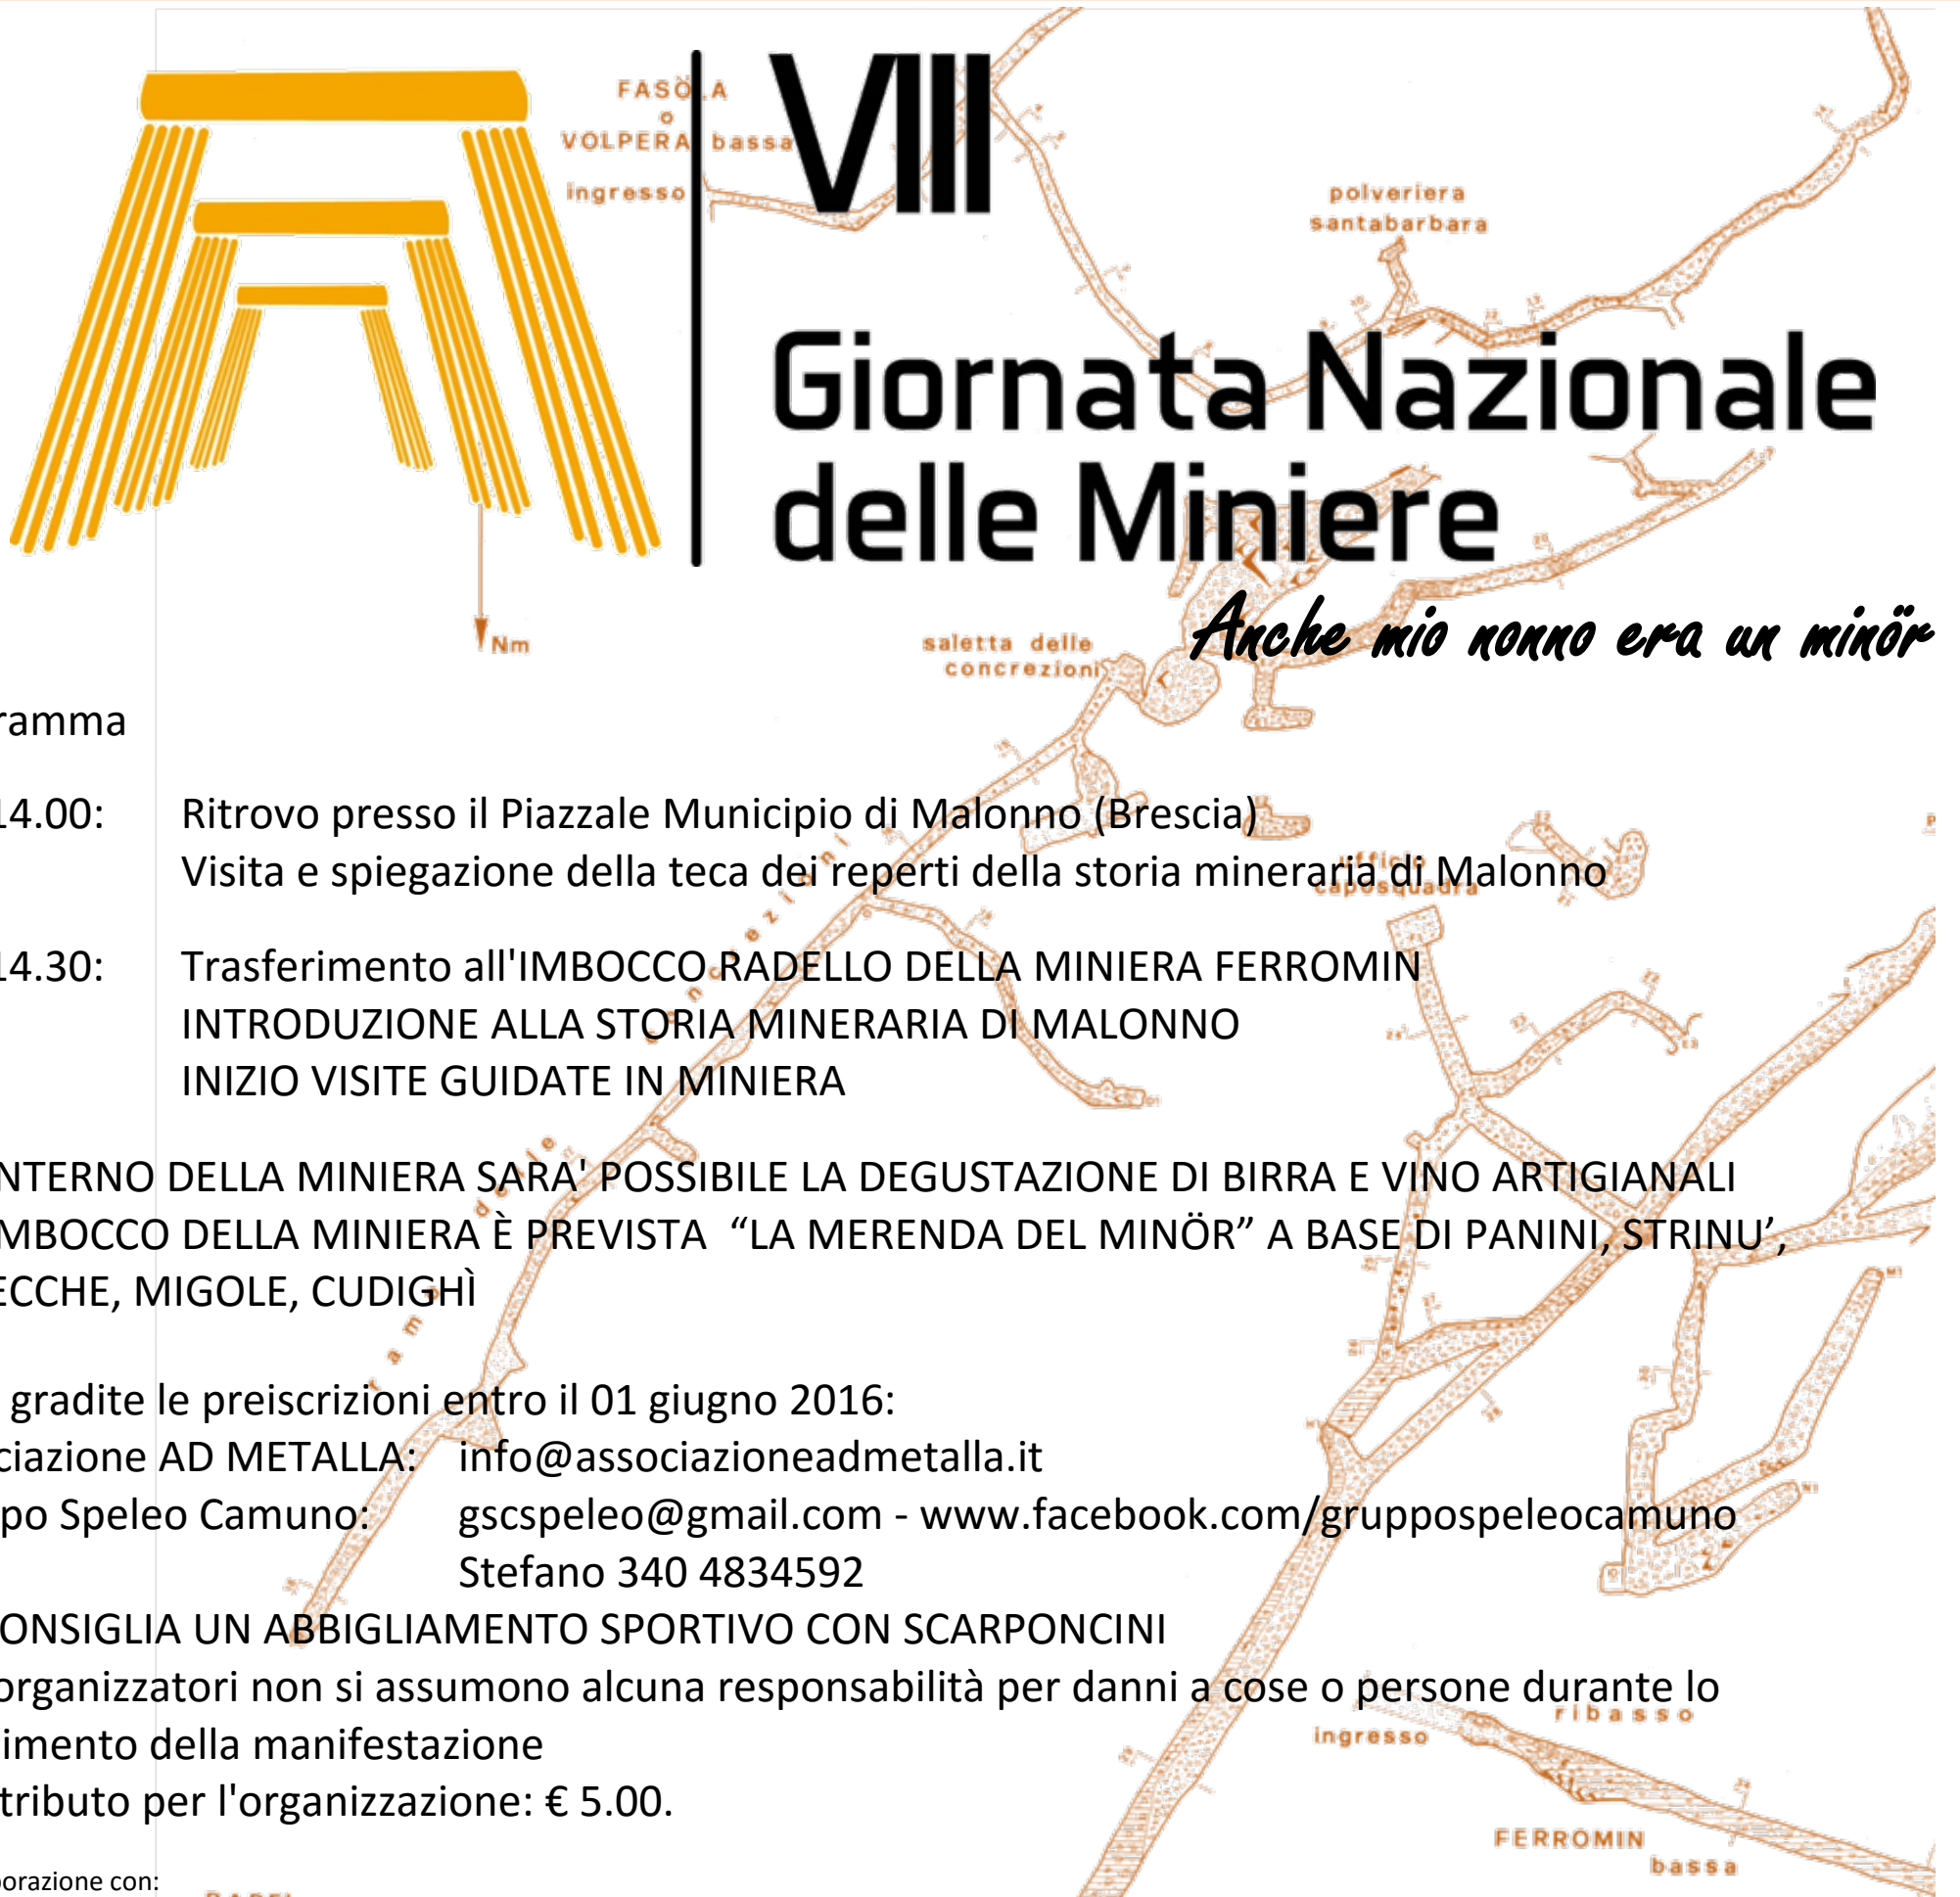 FASÖLA
o
VOLPERA bassa
ingresso
VIII
polveriera
santabarbara
Giornata Nazionale
delle Miniere
Anche mio nonno era un minör
Nm
saletta delle
concrezioni
ramma
14.00: Ritrovo presso il Piazzale Municipio di Malonno (Brescia)
Visita e spiegazione della teca dei reperti della storia mineraria di Malonno
ufficio
caposquadra
14.30: Trasferimento all'IMBOCCO RADELLO DELLA MINIERA FERROMIN
INTRODUZIONE ALLA STORIA MINERARIA DI MALONNO
INIZIO VISITE GUIDATE IN MINIERA
ramo delle concrezioni
NTERNO DELLA MINIERA SARA' POSSIBILE LA DEGUSTAZIONE DI BIRRA E VINO ARTIGIANALI
MBOCCO DELLA MINIERA È PREVISTA “LA MERENDA DEL MINÖR” A BASE DI PANINI, STRINU’,
ECCHE, MIGOLE, CUDIGHÌ
gradite le preiscrizioni entro il 01 giugno 2016:
ciazione AD METALLA: info@associazioneadmetalla.it
po Speleo Camuno: gscspeleo@gmail.com - www.facebook.com/gruppospeleocamuno
Stefano 340 4834592
ONSIGLIA UN ABBIGLIAMENTO SPORTIVO CON SCARPONCINI
organizzatori non si assumono alcuna responsabilità per danni a cose o persone durante lo
imento della manifestazione
tributo per l'organizzazione: € 5.00.
ribasso
ingresso
FERROMIN
bassa
orazione con: